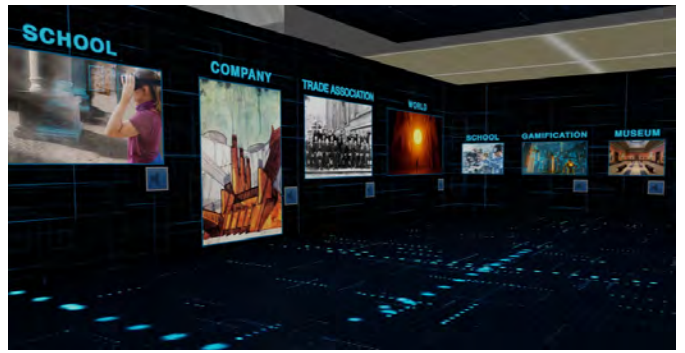 SCHOOL
COMPANY
TRADE ASSOCIATION
WORLD
SCHOOL
GAMIFICATION
MUSEUM